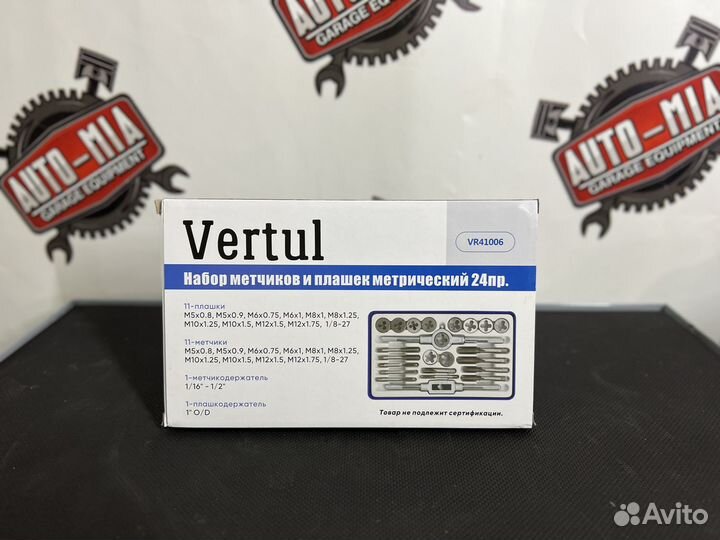 AUTO-MIA
GARAGE EQUIPMENT
GARAGE EQUIPMENT
AUTO-MIA
GARAGE EQUIPMENT
Vertul
VR41006
Набор метчиков и плашек метрический 24пр.
11-плашки
M5x0.8, M5x0.9, M6x0.75, M6x1, M8x1, M8x1.25,
M10x1.25, M10x1.5, M12x1.5, M12x1.75, 1/8-27
11-метчики
M5x0.8, M5x0.9, M6x0.75, M6x1, M8x1, M8x1.25,
M10x1.25, M10x1.5, M12x1.5, M12x1.75, 1/8-27
1-метчикодержатель
1/16" - 1/2"
1-плашкодержатель
1" O/D
Товар не подлежит сертификации.
Avito